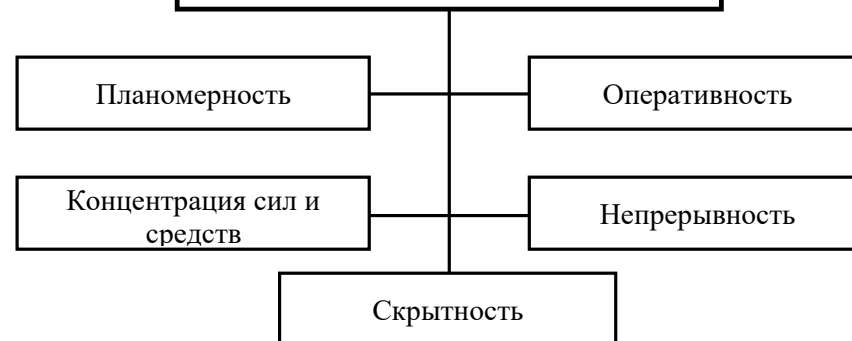 Планомерность
Оперативность
Концентрация сил и
средств
Непрерывность
Скрытность